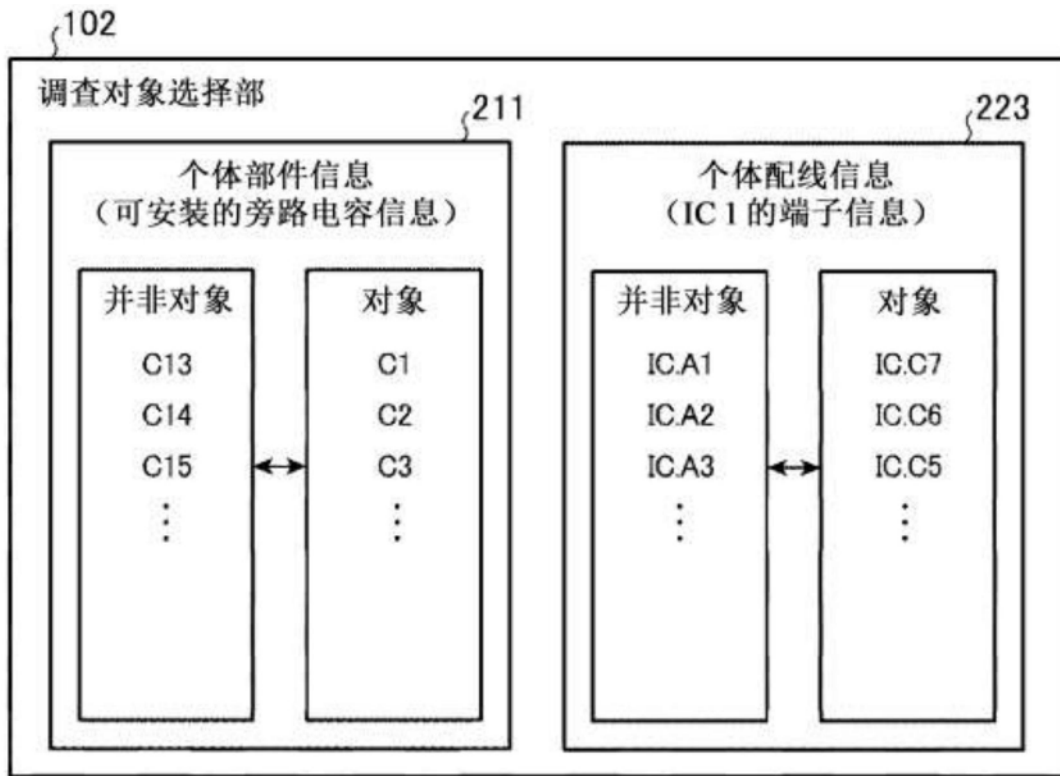 102
调查对象选择部
211
个体部件信息
（可安装的旁路电容信息）
并非对象
C13
C14
C15
⋮
对象
C1
C2
C3
⋮
223
个体配线信息
（IC 1 的端子信息）
并非对象
IC.A1
IC.A2
IC.A3
⋮
对象
IC.C7
IC.C6
IC.C5
⋮